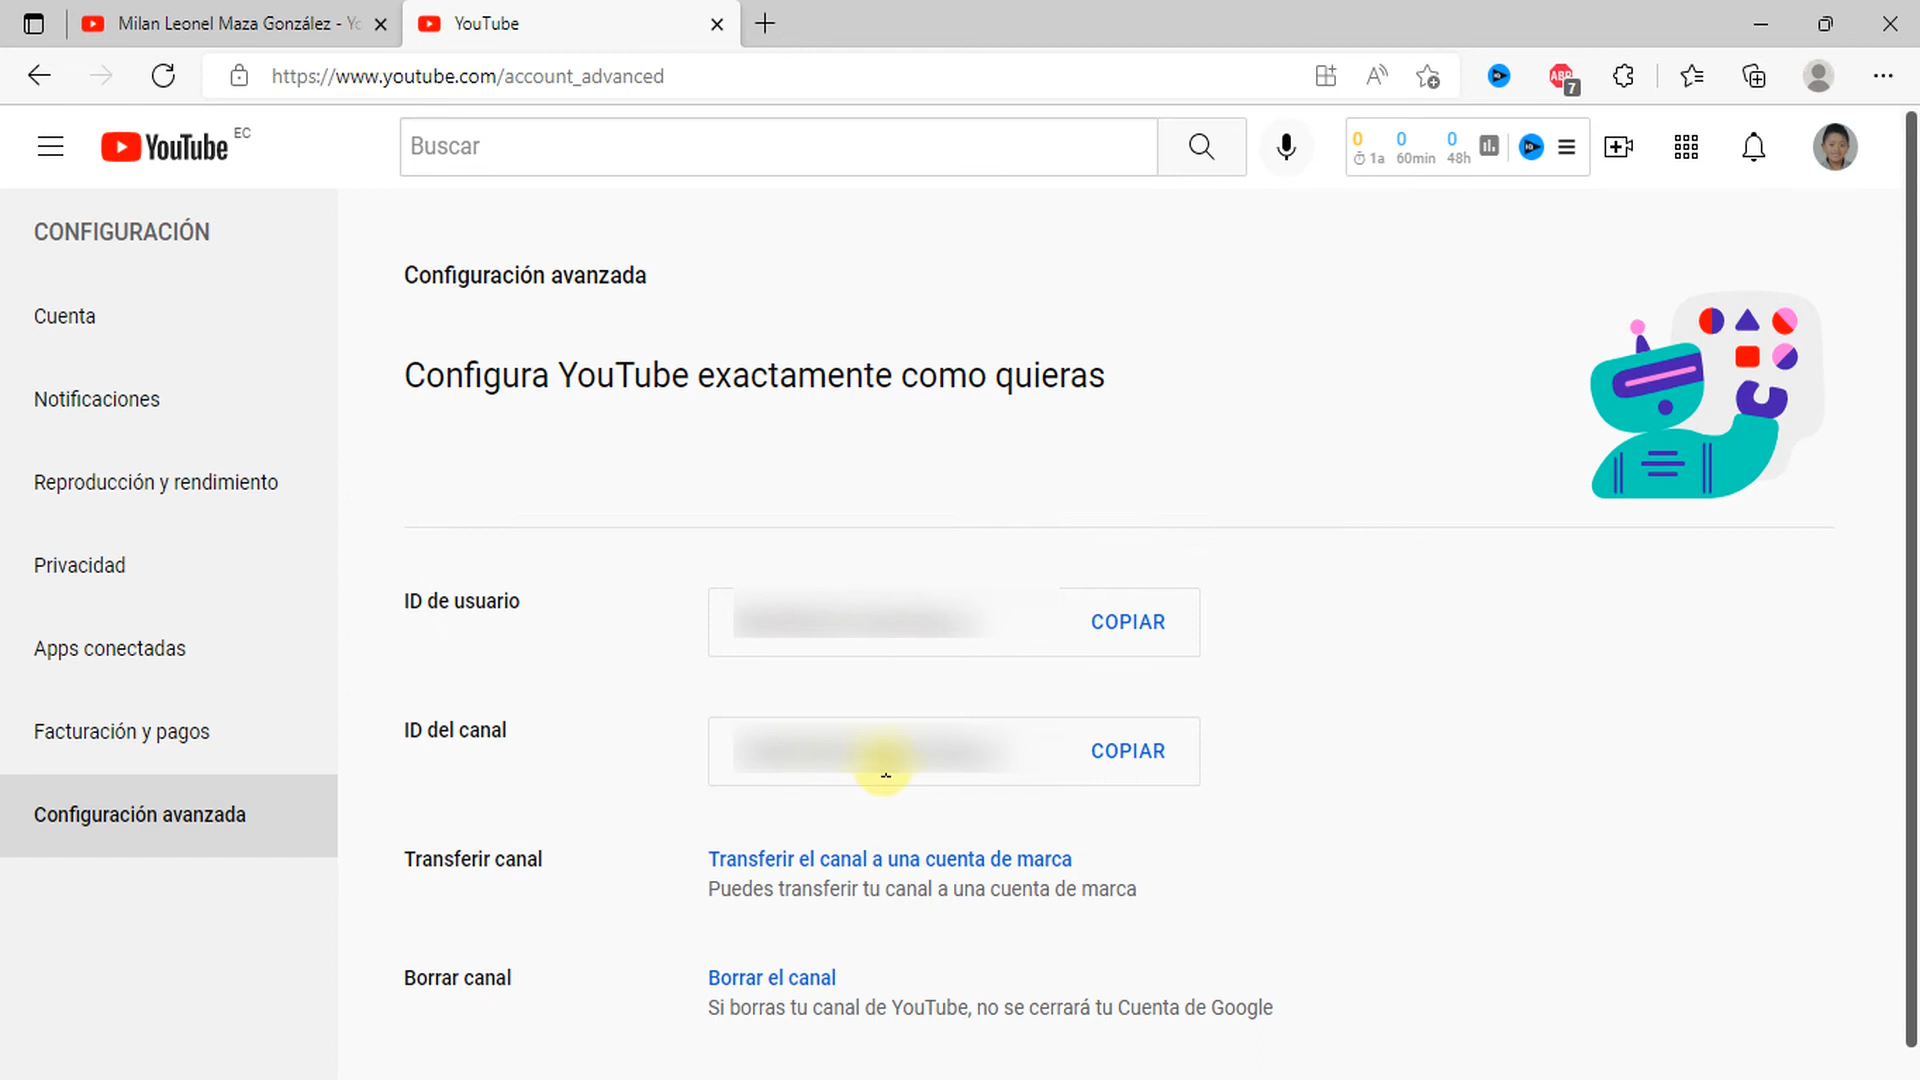 Milan Leonel Maza González - Yo
YouTube
https://www.youtube.com/account_advanced
ABP
7
YouTube EC
Buscar
0 0 0
1a 60min 48h
CONFIGURACIÓN
Cuenta
Notificaciones
Reproducción y rendimiento
Privacidad
Apps conectadas
Facturación y pagos
Configuración avanzada
Configuración avanzada
Configura YouTube exactamente como quieras
ID de usuario
COPIAR
ID del canal
COPIAR
Transferir canal
Transferir el canal a una cuenta de marca
Puedes transferir tu canal a una cuenta de marca
Borrar canal
Borrar el canal
Si borras tu canal de YouTube, no se cerrará tu Cuenta de Google